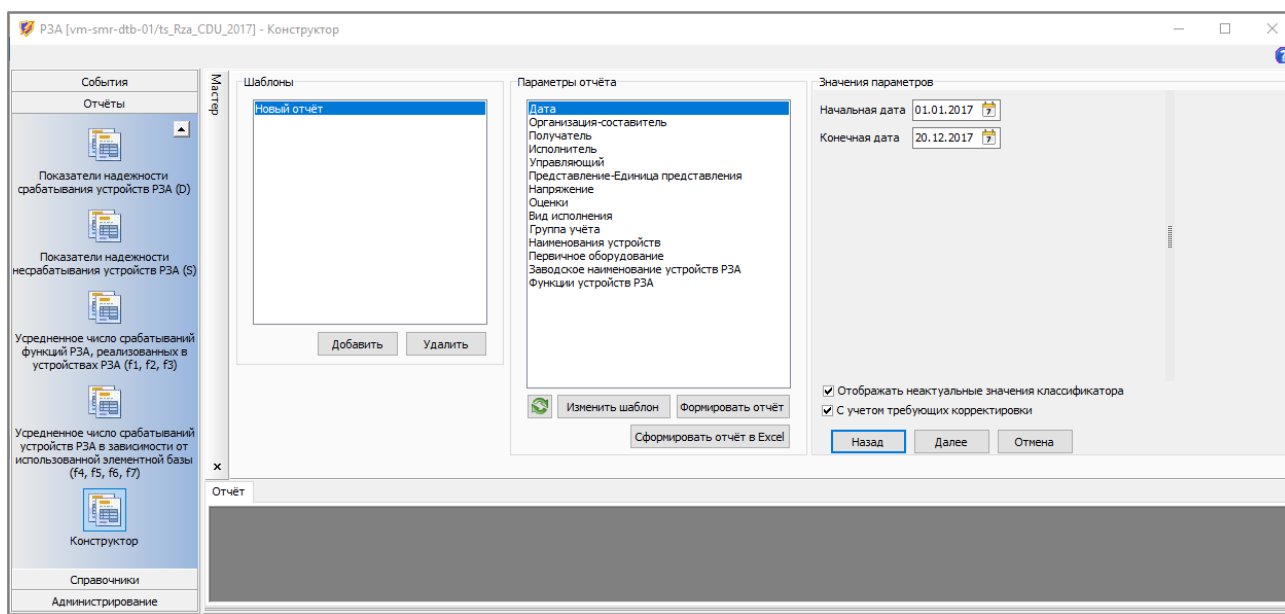 РЗА [vm-smr-dtb-01/ts_Rza_CDU_2017] - Конструктор
События
Отчёты
Показатели надежности
срабатывания устройств РЗА (D)
Показатели надежности
несрабатывания устройств РЗА (S)
Усредненное число срабатываний
функций РЗА, реализованных в
устройствах РЗА (f1, f2, f3)
Усредненное число срабатываний
устройств РЗА в зависимости от
использованной элементной базы
(f4, f5, f6, f7)
Конструктор
Справочники
Администрирование
Мастер
Шаблоны
Новый отчёт
Добавить
Удалить
Параметры отчёта
Дата
Организация-составитель
Получатель
Исполнитель
Управляющий
Представление-Единица представления
Напряжение
Оценки
Вид исполнения
Группа учёта
Наименования устройств
Первичное оборудование
Заводское наименование устройств РЗА
Функции устройств РЗА
Изменить шаблон
Формировать отчёт
Сформировать отчёт в Excel
Значения параметров
Начальная дата 01.01.2017
Конечная дата 20.12.2017
Отображать неактуальные значения классификатора
С учетом требующих корректировки
Назад
Далее
Отмена
Отчёт